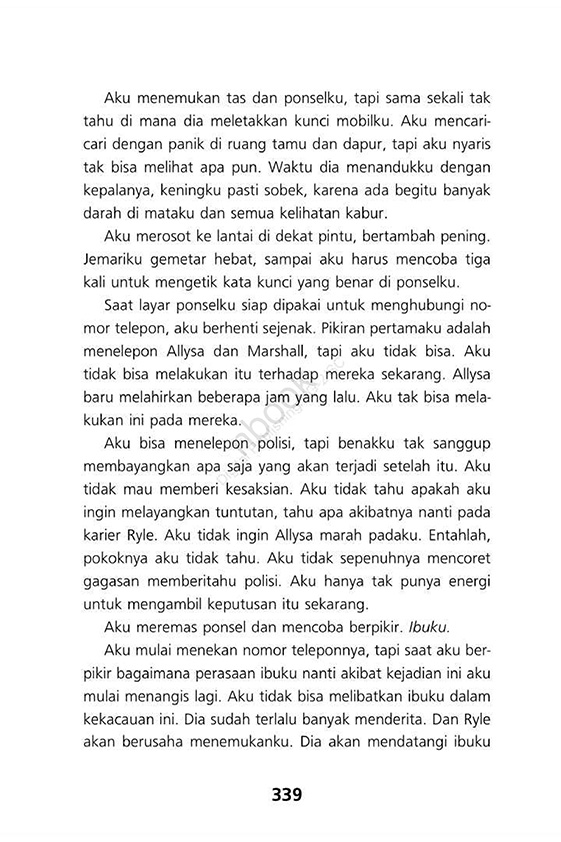 Aku menemukan tas dan ponselku, tapi sama sekali tak
tahu di mana dia meletakkan kunci mobilku. Aku mencari-
cari dengan panik di ruang tamu dan dapur, tapi aku nyaris
tak bisa melihat apa pun. Waktu dia menandukku dengan
kepalanya, keningku pasti sobek, karena ada begitu banyak
darah di mataku dan semua kelihatan kabur.
Aku merosot ke lantai di dekat pintu, bertambah pening.
Jemariku gemetar hebat, sampai aku harus mencoba tiga
kali untuk mengetik kata kunci yang benar di ponselku.
Saat layar ponselku siap dipakai untuk menghubungi no-
mor telepon, aku berhenti sejenak. Pikiran pertamaku adalah
menelepon Allysa dan Marshall, tapi aku tidak bisa. Aku
tidak bisa melakukan itu terhadap mereka sekarang. Allysa
baru melahirkan beberapa jam yang lalu. Aku tak bisa mela-
kukan ini pada mereka.
Aku bisa menelepon polisi, tapi benakku tak sanggup
membayangkan apa saja yang akan terjadi setelah itu. Aku
tidak mau memberi kesaksian. Aku tidak tahu apakah aku
ingin melayangkan tuntutan, tahu apa akibatnya nanti pada
karier Ryle. Aku tidak ingin Allysa marah padaku. Entahlah,
pokoknya aku tidak tahu. Aku tidak sepenuhnya mencoret
gagasan memberitahu polisi. Aku hanya tak punya energi
untuk mengambil keputusan itu sekarang.
Aku meremas ponsel dan mencoba berpikir. Ibuku.
Aku mulai menekan nomor teleponnya, tapi saat aku ber-
pikir bagaimana perasaan ibuku nanti akibat kejadian ini aku
mulai menangis lagi. Aku tidak bisa melibatkan ibuku dalam
kekacauan ini. Dia sudah terlalu banyak menderita. Dan Ryle
akan berusaha menemukanku. Dia akan mendatangi ibuku
339